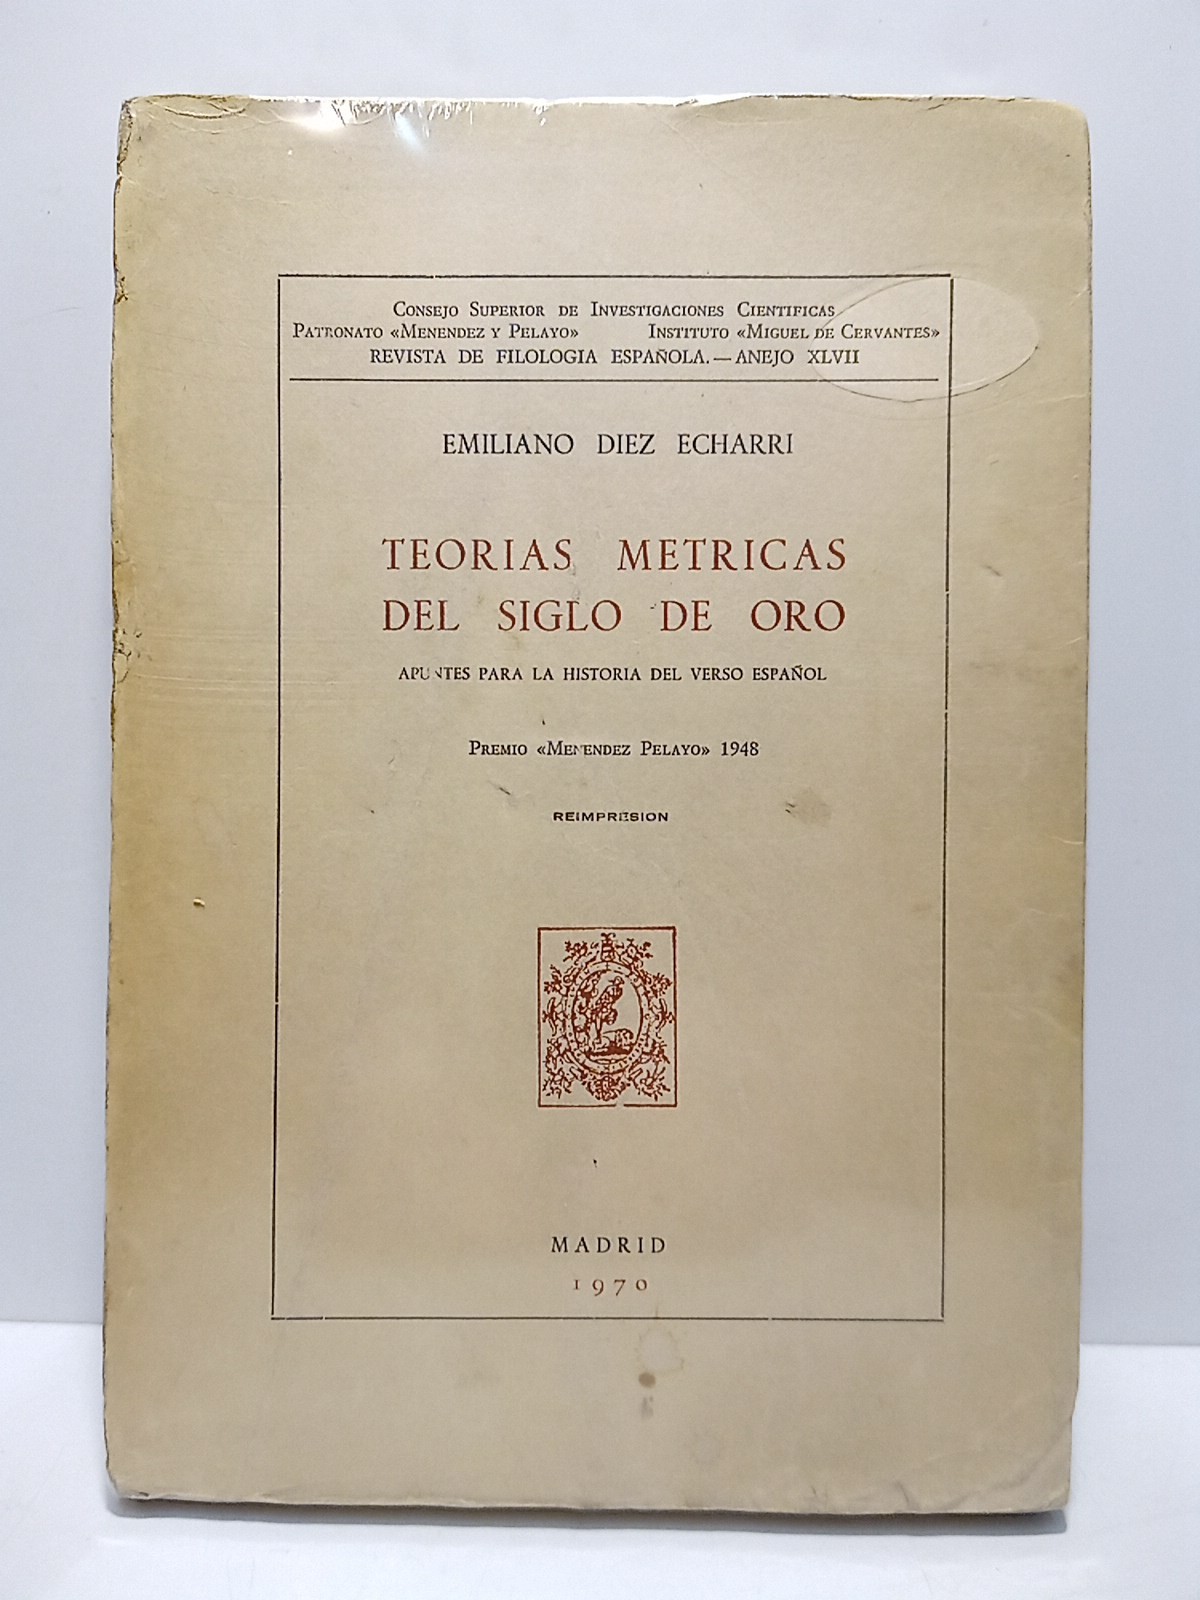 Consejo Superior de Investigaciones Cientificas
Patronato «Menendez y Pelayo» Instituto «Miguel de Cervantes»
REVISTA DE FILOLOGIA ESPAÑOLA.—ANEJO XLVII
EMILIANO DIEZ ECHARRI
TEORIAS METRICAS
DEL SIGLO DE ORO
APUNTES PARA LA HISTORIA DEL VERSO ESPAÑOL
Premio «Menendez Pelayo» 1948
REIMPRESION
MADRID
1970